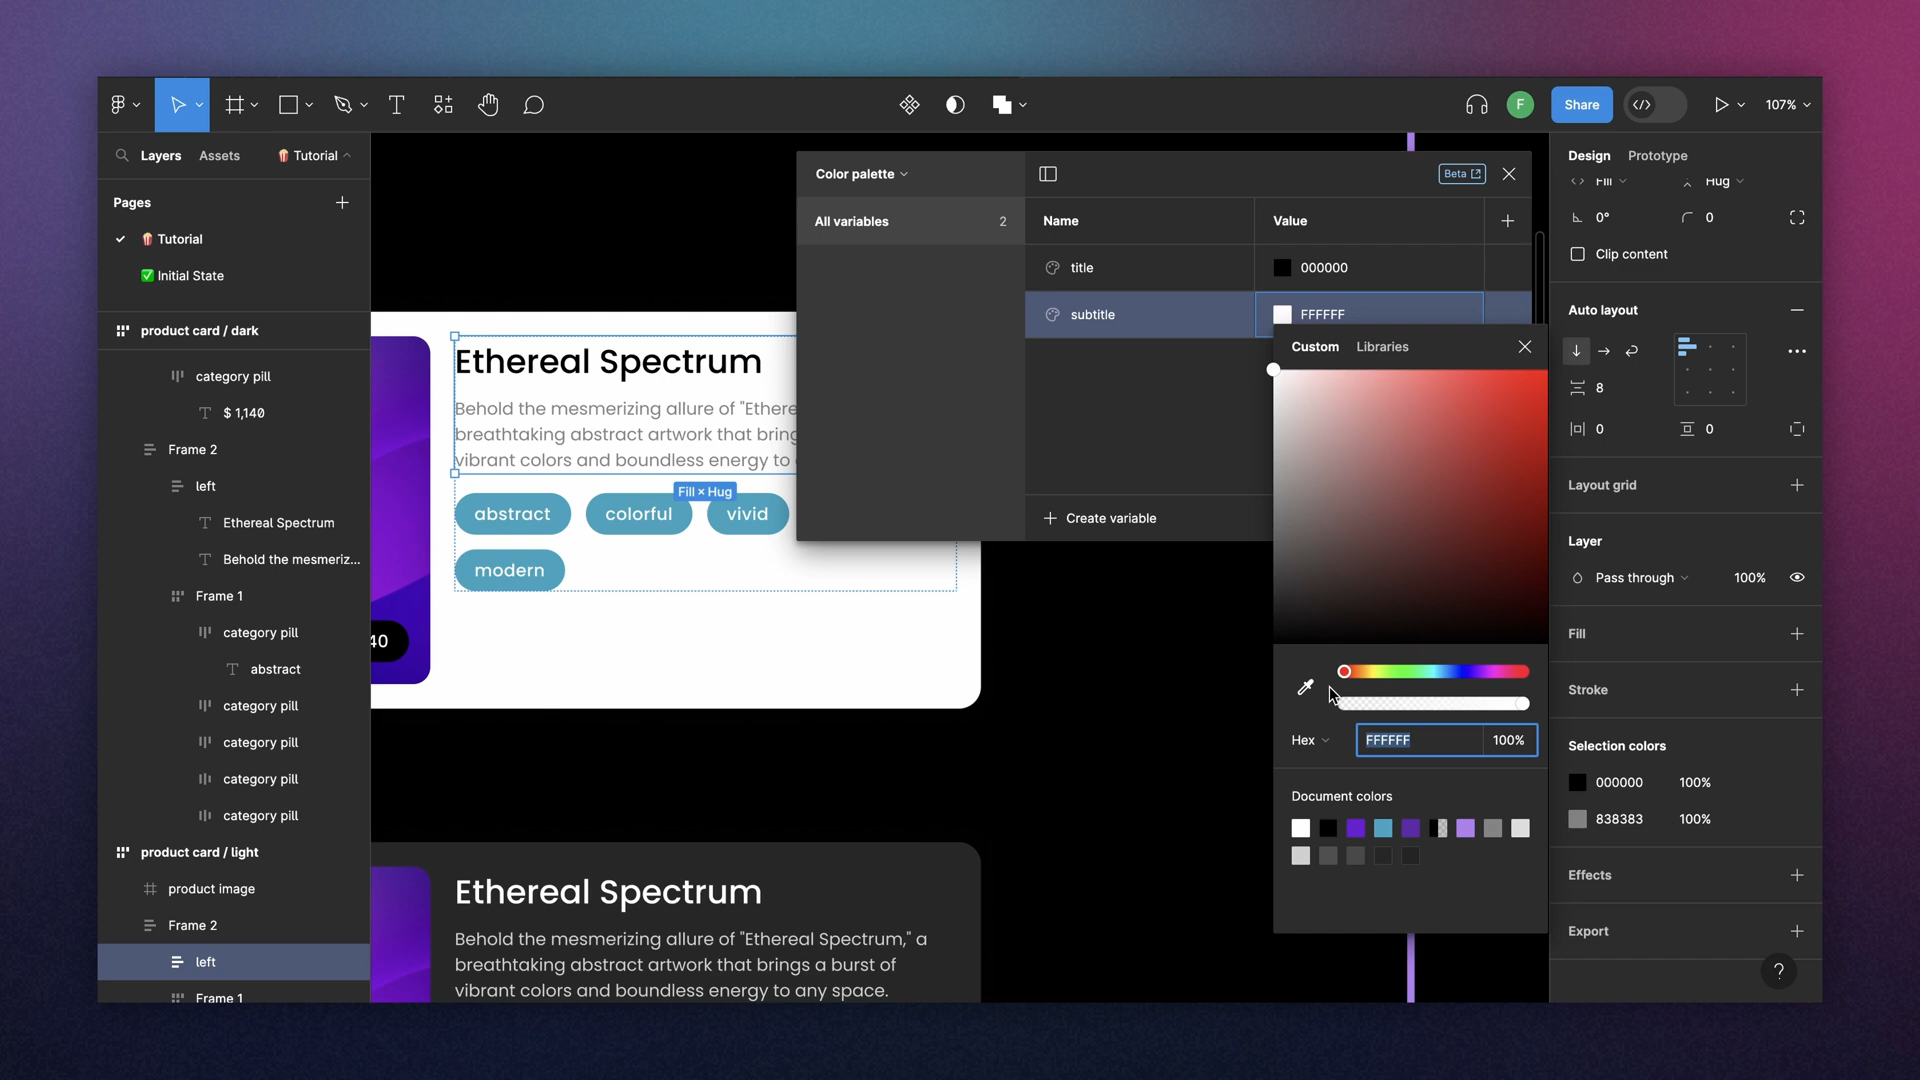 F
Share
107%
Layers
Assets
🍿 Tutorial
Pages
🍿 Tutorial
✅ Initial State
product card / dark
category pill
$ 1,140
Frame 2
left
Ethereal Spectrum
Behold the mesmeriz...
Frame 1
category pill
abstract
category pill
category pill
category pill
category pill
product card / light
product image
Frame 2
left
Frame 1
Ethereal Spectrum
Behold the mesmerizing allure of "Ethere
breathtaking abstract artwork that bring
vibrant colors and boundless energy to
Fill × Hug
abstract
colorful
vivid
modern
40
Ethereal Spectrum
Behold the mesmerizing allure of "Ethereal Spectrum," a
breathtaking abstract artwork that brings a burst of
vibrant colors and boundless energy to any space.
Color palette
Beta
All variables
2
Name
Value
title
000000
subtitle
FFFFFF
Create variable
Custom
Libraries
Hex
FFFFFF
100%
Document colors
Design
Prototype
Fill
Hug
0°
0
Clip content
Auto layout
8
0
0
Layout grid
Layer
Pass through
100%
Fill
Stroke
Selection colors
000000
100%
838383
100%
Effects
Export
?